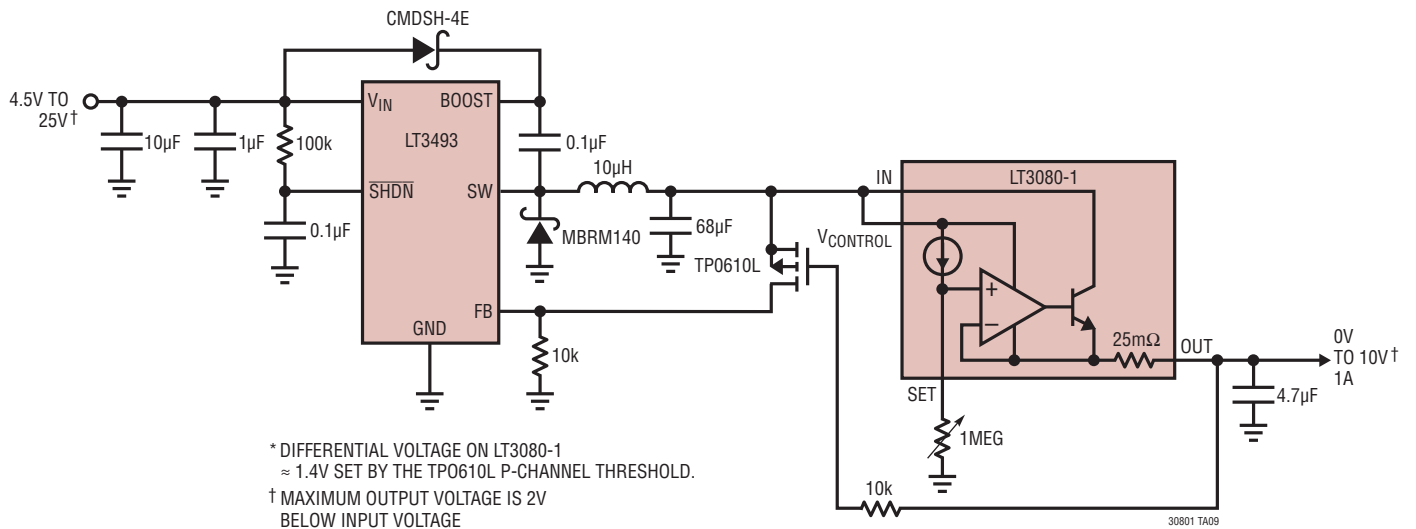 CMDSH-4E
4.5V TO
25V†
10µF
1µF
100k
0.1µF
VIN
BOOST
LT3493
SHDN
SW
FB
GND
0.1µF
10µH
MBRM140
68µF
TP0610L
10k
IN
LT3080-1
VCONTROL
+
−
25mΩ
OUT
SET
1MEG
0V
TO 10V†
1A
4.7µF
10k
* DIFFERENTIAL VOLTAGE ON LT3080-1
≈ 1.4V SET BY THE TP0610L P-CHANNEL THRESHOLD.
† MAXIMUM OUTPUT VOLTAGE IS 2V
BELOW INPUT VOLTAGE
30801 TA09